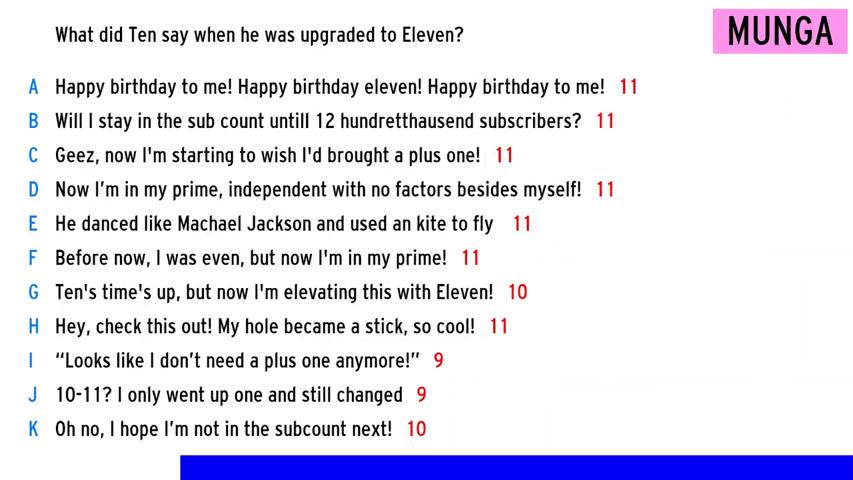 What did Ten say when he was upgraded to Eleven?
MUNGA
A Happy birthday to me! Happy birthday eleven! Happy birthday to me! 11
B Will I stay in the sub count untill 12 hundretthausend subscribers? 11
C Geez, now I'm starting to wish I'd brought a plus one! 11
D Now I'm in my prime, independent with no factors besides myself! 11
E He danced like Machael Jackson and used an kite to fly 11
F Before now, I was even, but now I'm in my prime! 11
G Ten's time's up, but now I'm elevating this with Eleven! 10
H Hey, check this out! My hole became a stick, so cool! 11
I “Looks like I don’t need a plus one anymore!” 9
J 10-11? I only went up one and still changed 9
K Oh no, I hope I’m not in the subcount next! 10